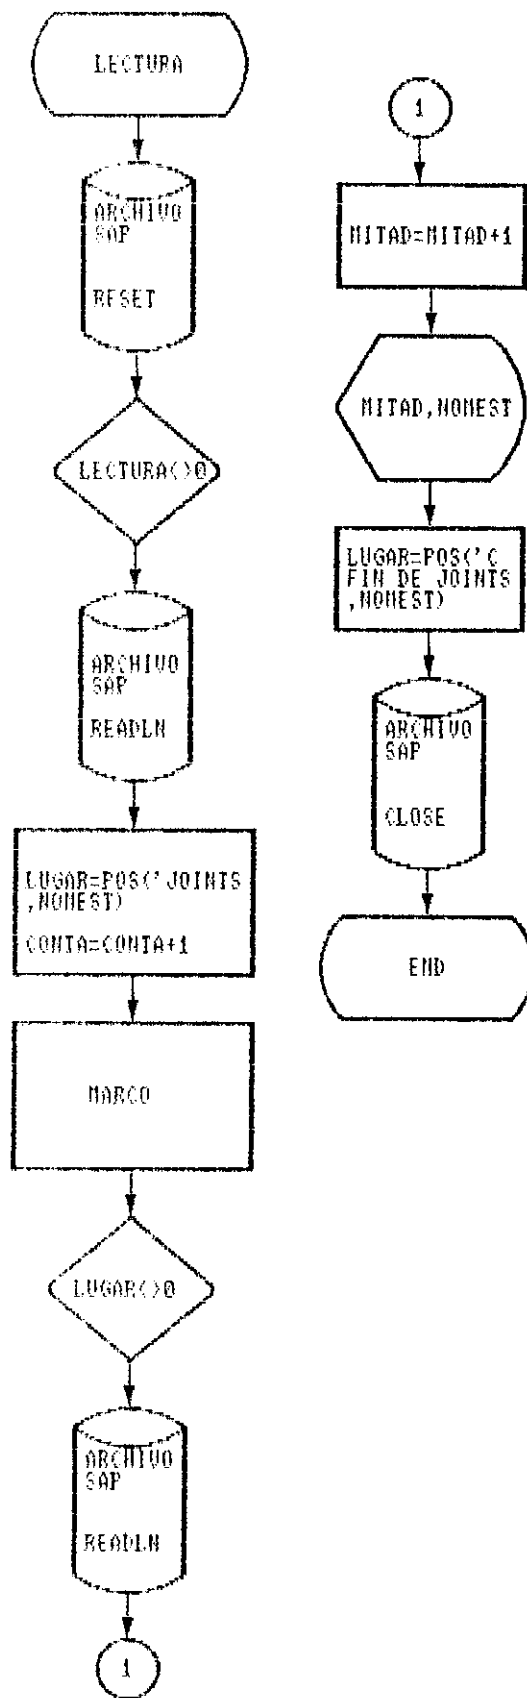 LECTURA
ARCHIVO
SAP
RESET
LECTURA<>0
ARCHIVO
SAP
READLN
LUGAR=POS('JOINTS
,NOMEST)
CONTA=CONTA+1
MARCO
LUGAR<>0
ARCHIVO
SAP
READLN
1
1
MITAD=MITAD+1
MITAD,NOMEST
LUGAR=POS('C
FIN DE JOINTS
,NOMEST)
ARCHIVO
SAP
CLOSE
END